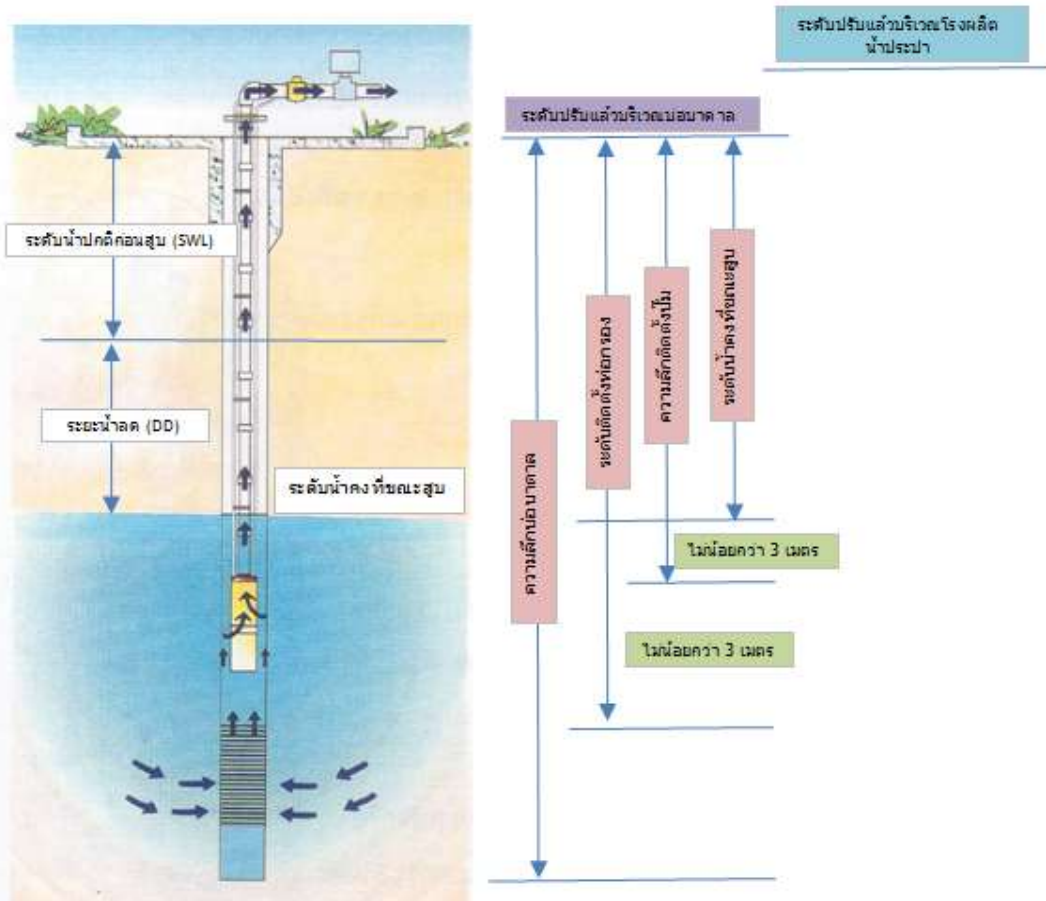 ระดับปรับแล้วบริเวณโรงผลิต
น้ำประปา
ระดับปรับแล้วบริเวณบ่อบาดาล
ระดับน้ำปกติก่อนสูบ (SWL)
ระยะน้ำลด (DD)
ระดับน้ำคงที่ขณะสูบ
ความลึกบ่อบาดาล
ระดับติดตั้งท่อกรอง
ความลึกติดตั้งปั๊ม
ระดับน้ำคงที่ขณะสูบ
ไม่น้อยกว่า 3 เมตร
ไม่น้อยกว่า 3 เมตร